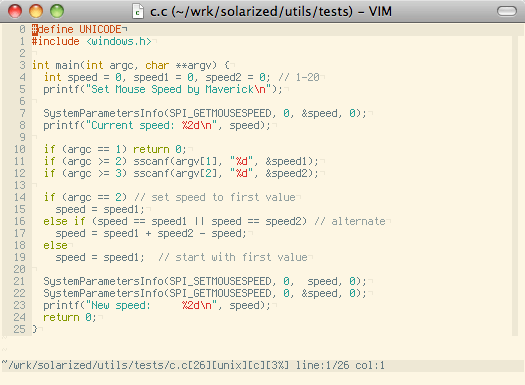 c.c (~/wrk/solarized/utils/tests) – VIM
0 #define UNICODE¬
1 #include <windows.h>¬
2 ¬
3 int main(int argc, char **argv) {¬
4   int speed = 0, speed1 = 0, speed2 = 0; // 1-20¬
5   printf("Set Mouse Speed by Maverick\n");¬
6 ¬
7   SystemParametersInfo(SPI_GETMOUSESPEED, 0, &speed, 0);¬
8   printf("Current speed: %2d\n", speed);¬
9 ¬
10   if (argc == 1) return 0;¬
11   if (argc >= 2) sscanf(argv[1], "%d", &speed1);¬
12   if (argc >= 3) sscanf(argv[2], "%d", &speed2);¬
13 ¬
14   if (argc == 2) // set speed to first value¬
15     speed = speed1;¬
16   else if (speed == speed1 || speed == speed2) // alternate¬
17     speed = speed1 + speed2 - speed;¬
18   else¬
19     speed = speed1;  // start with first value¬
20 ¬
21   SystemParametersInfo(SPI_SETMOUSESPEED, 0,  speed, 0);¬
22   SystemParametersInfo(SPI_GETMOUSESPEED, 0, &speed, 0);¬
23   printf("New speed:     %2d\n", speed);¬
24   return 0;¬
25 }¬
~/wrk/solarized/utils/tests/c.c[26][unix][c][3%] line:1/26 col:1